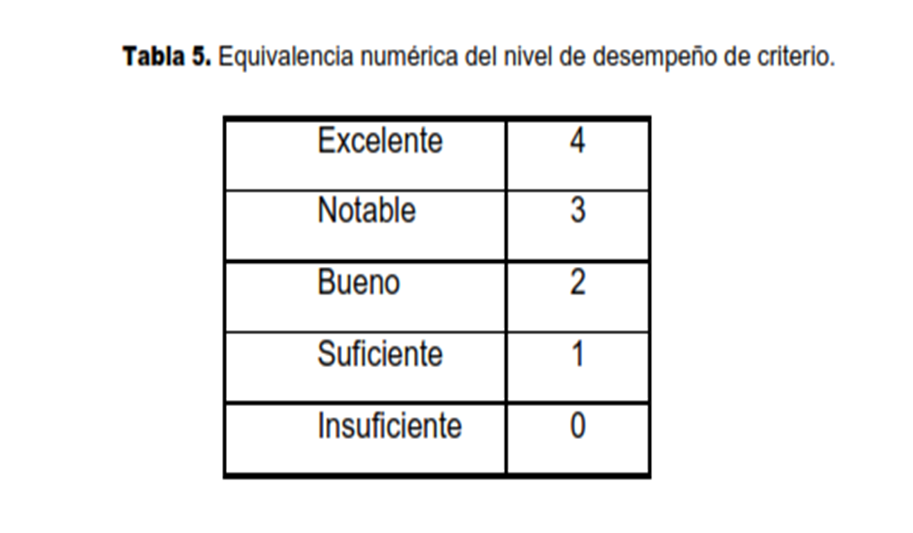 Tabla 5. Equivalencia numérica del nivel de desempeño de criterio.
Excelente 4
Notable 3
Bueno 2
Suficiente 1
Insuficiente 0